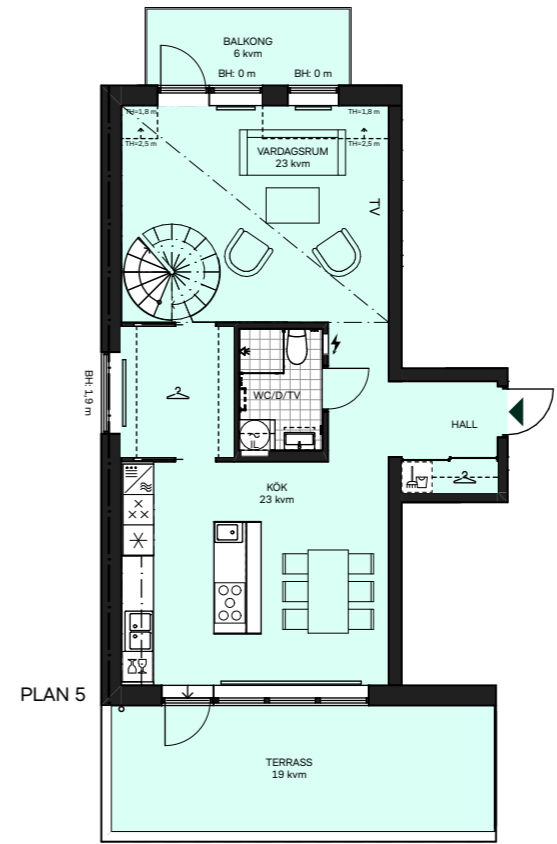 BALKONG
6 kvm
BH: 0 m BH: 0 m
TH=1,8 m TH=1,8 m
TH=2,5 m TH=2,5 m
VARDAGSRUM
23 kvm
TV
BH: 1,9 m
WC/D/TV
HALL
KÖK
23 kvm
PLAN 5
TERRASS
19 kvm